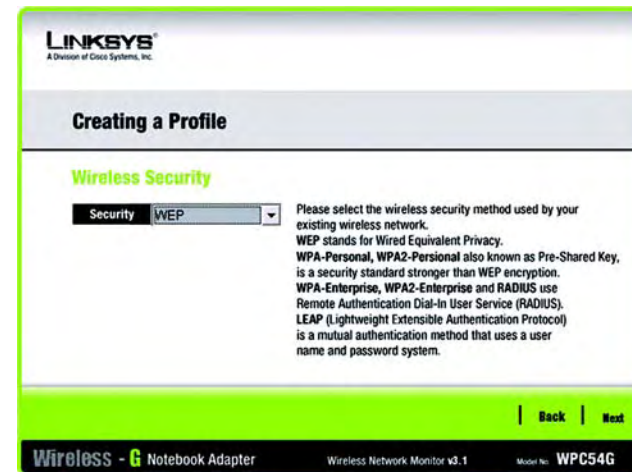 LINKSYS®
A Division of Cisco Systems, Inc.
Creating a Profile
Wireless Security
Security WEP
Please select the wireless security method used by your
existing wireless network.
WEP stands for Wired Equivalent Privacy.
WPA-Personal, WPA2-Persional also known as Pre-Shared Key,
is a security standard stronger than WEP encryption.
WPA-Enterprise, WPA2-Enterprise and RADIUS use
Remote Authentication Dial-In User Service (RADIUS).
LEAP (Lightweight Extensible Authentication Protocol)
is a mutual authentication method that uses a user
name and password system.
Back Next
Wireless - G Notebook Adapter Wireless Network Monitor v3.1 Model No. WPC54G